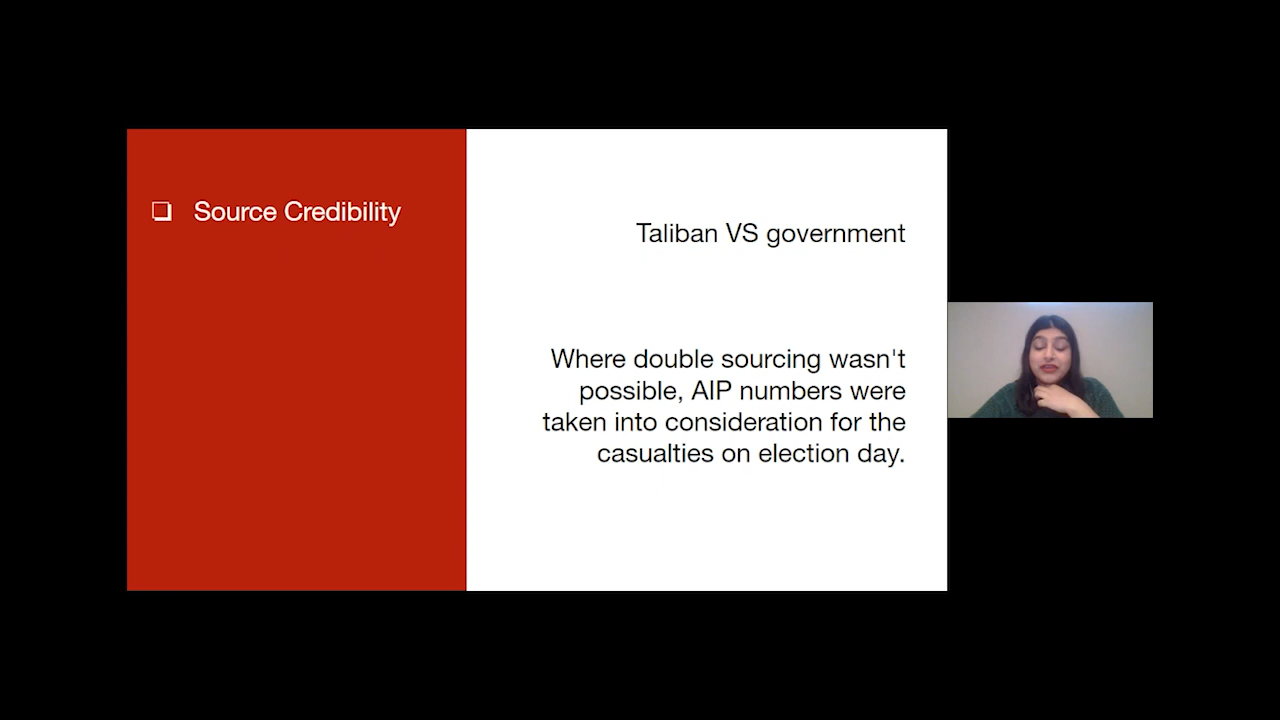 ❏ Source Credibility
Taliban VS government
Where double sourcing wasn't
possible, AIP numbers were
taken into consideration for the
casualties on election day.